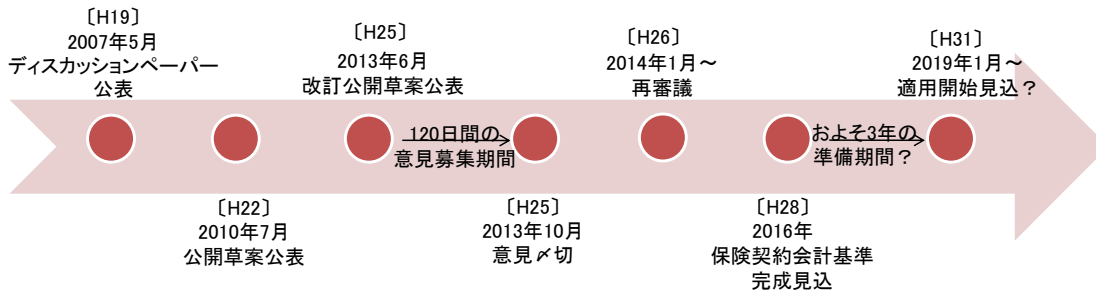 〔H19〕
2007年5月
ディスカッションペーパー
公表
〔H22〕
2010年7月
公開草案公表
〔H25〕
2013年6月
改訂公開草案公表
120日間の
意見募集期間
〔H25〕
2013年10月
意見〆切
〔H26〕
2014年1月～
再審議
〔H28〕
2016年
保険契約会計基準
完成見込
およそ3年の
準備期間？
〔H31〕
2019年1月～
適用開始見込？